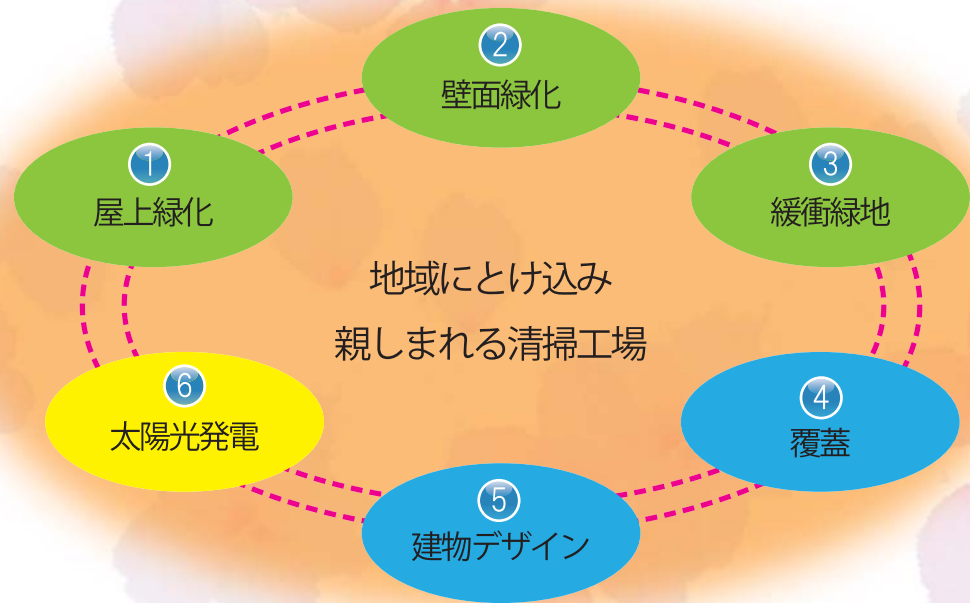 ①
屋上緑化
②
壁面緑化
③
緩衝緑地
地域にとけ込み
親しまれる清掃工場
④
覆蓋
⑤
建物デザイン
⑥
太陽光発電